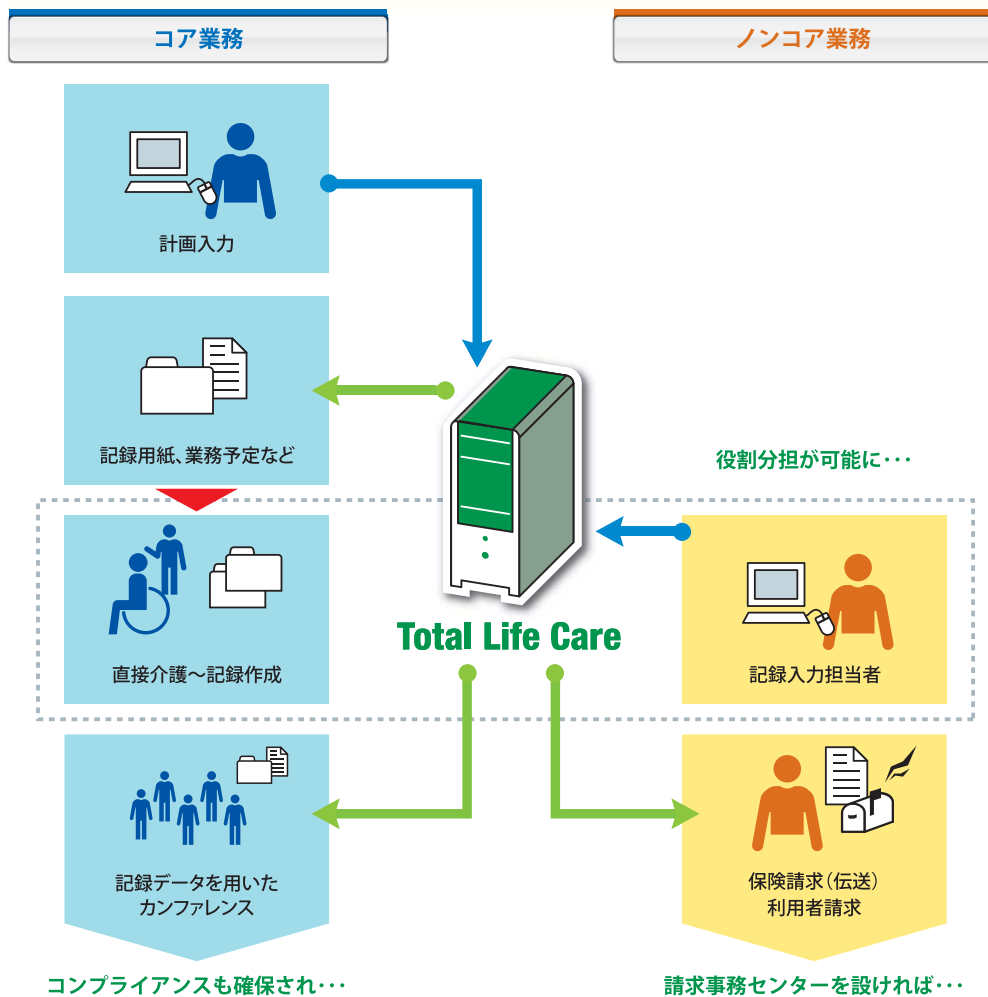 コア業務
ノンコア業務
計画入力
記録用紙、業務予定など
役割分担が可能に･･･
直接介護～記録作成
Total Life Care
記録入力担当者
記録データを用いた
カンファレンス
保険請求（伝送）
利用者請求
コンプライアンスも確保され･･･
請求事務センターを設ければ･･･